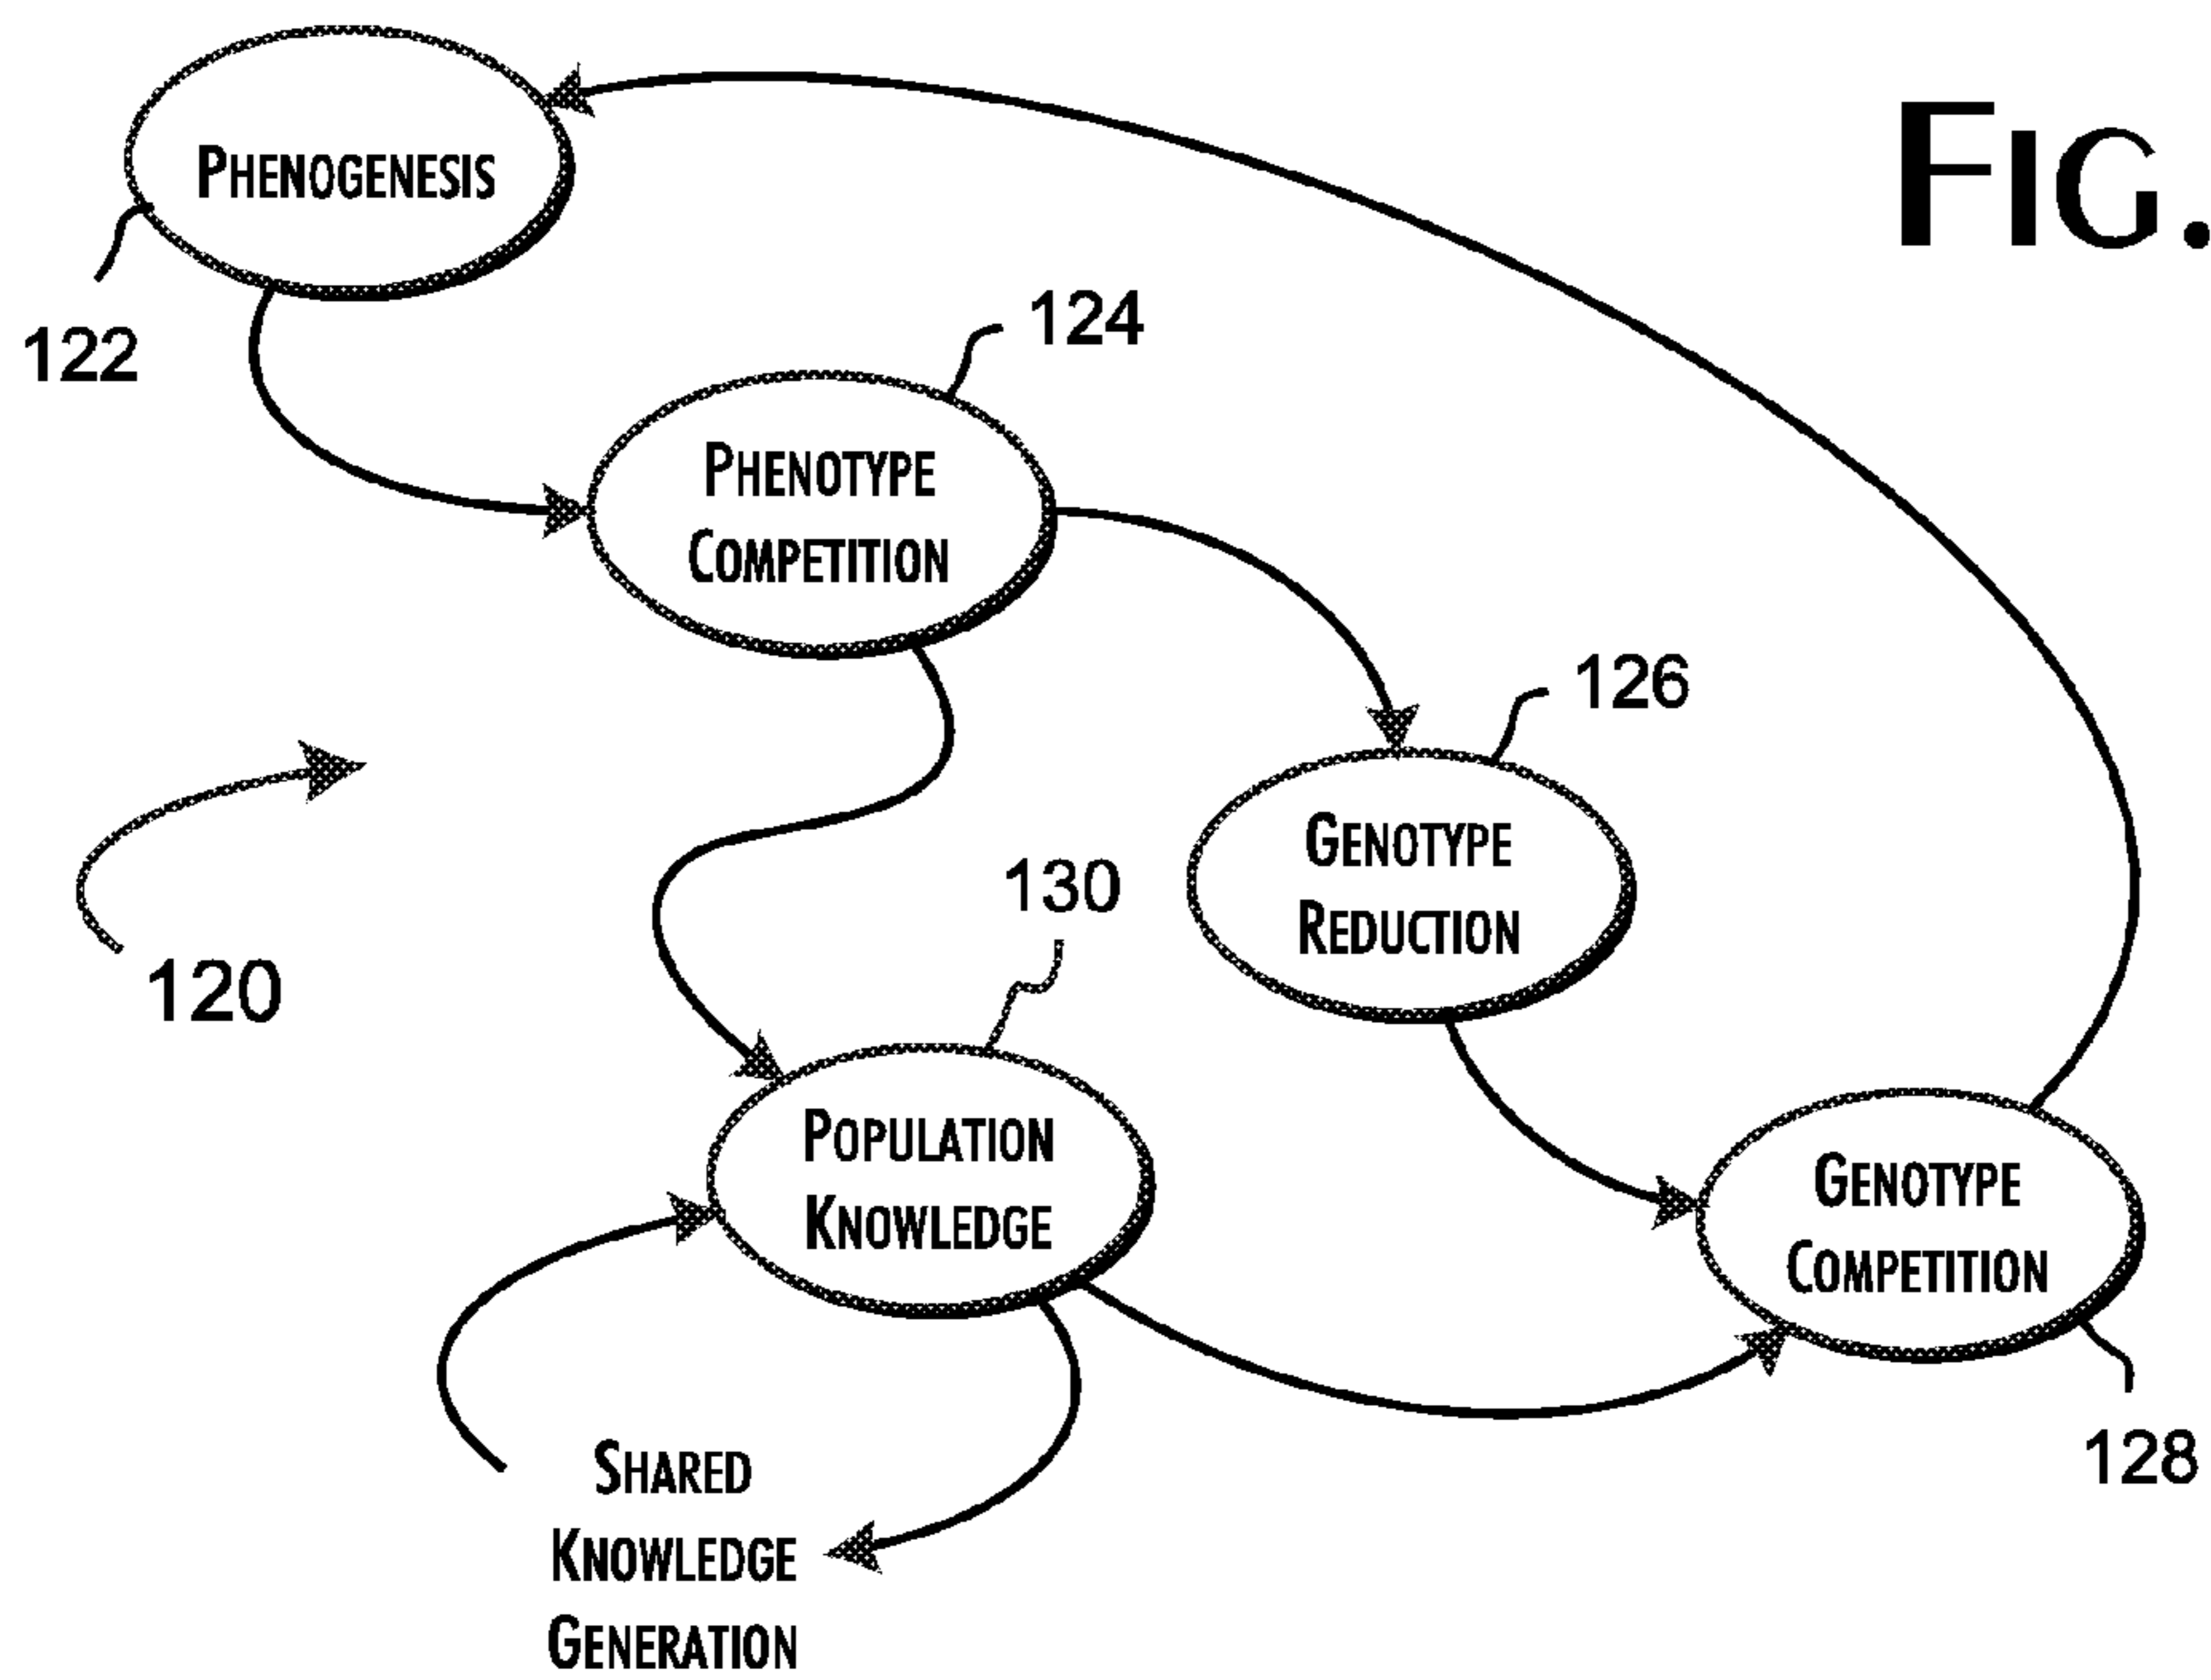 PHENOGENESIS
FIG.
122
124
PHENOTYPE
COMPETITION
126
GENOTYPE
REDUCTION
120
130
POPULATION
KNOWLEDGE
GENOTYPE
COMPETITION
128
SHARED
KNOWLEDGE
GENERATION